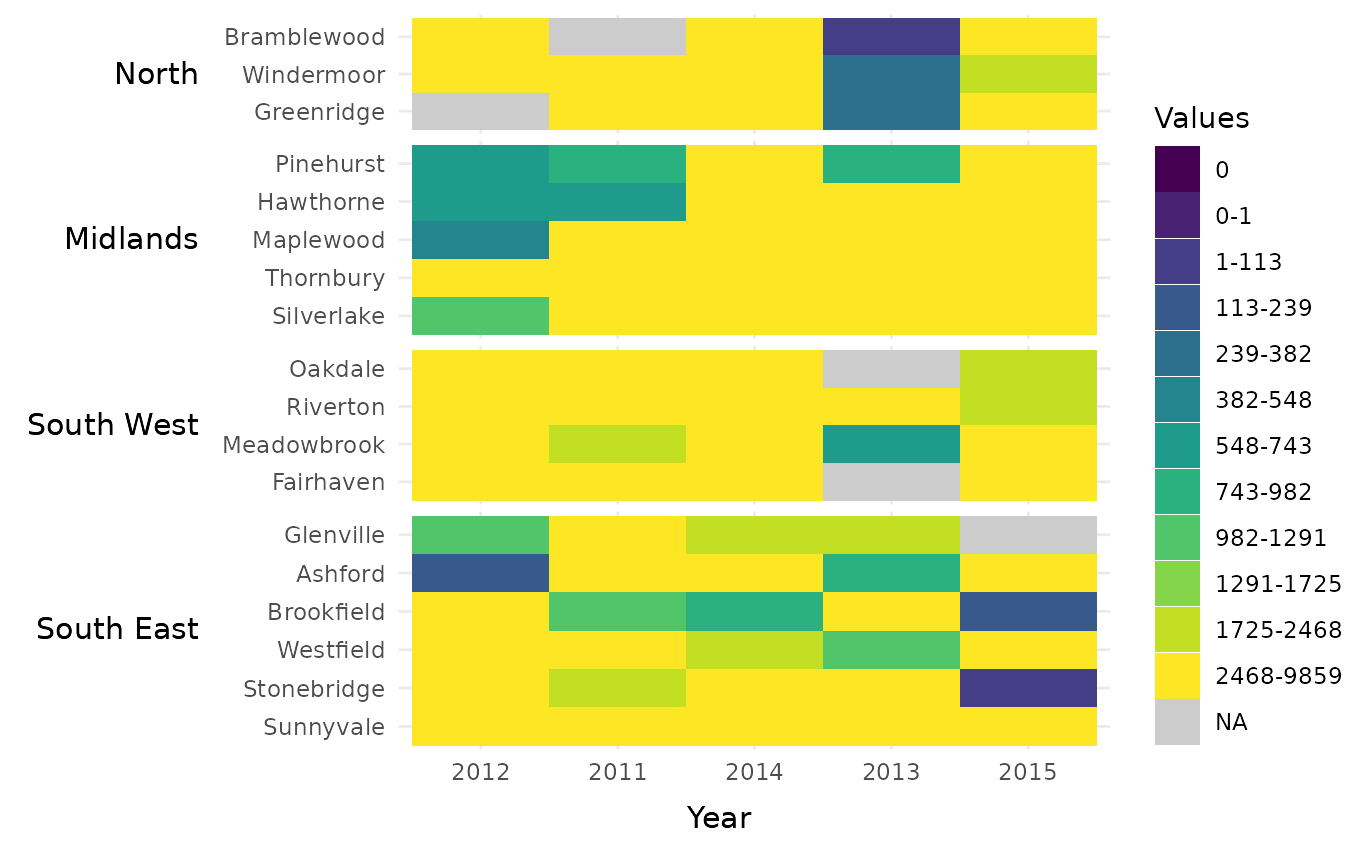 North
Bramblewood
Windermoor
Greenridge
Midlands
Pinehurst
Hawthorne
Maplewood
Thornbury
Silverlake
South West
Oakdale
Riverton
Meadowbrook
Fairhaven
South East
Glenville
Ashford
Brookfield
Westfield
Stonebridge
Sunnyvale
2012 2011 2014 2013 2015
Year
Values
0
0-1
1-113
113-239
239-382
382-548
548-743
743-982
982-1291
1291-1725
1725-2468
2468-9859
NA